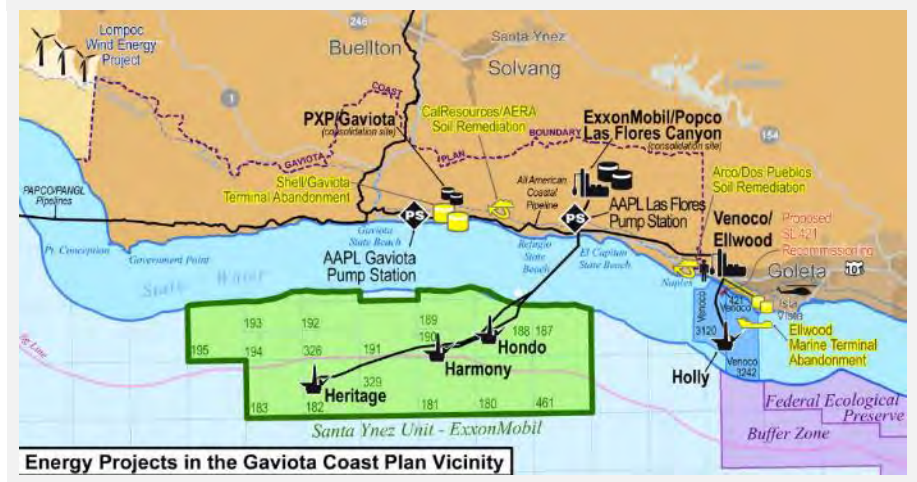 Lompoc
Wind Energy
Project
246
Buellton
Santa Ynez
Solvang
1
COAST
CalResources/AERA
Soil Remediation
PXP/Gaviota
(consolidation site)
ExxonMobil/Popco
Las Flores Canyon
(consolidation site)
154
GAVIOTA
PLAN
BOUNDARY
Shell/Gaviota
Terminal Abandonment
All American
Coastal
Pipeline
Arco/Dos Pueblos
Soil Remediation
PAPCO/PANGL
Pipelines
PS
PS
AAPL Las Flores
Pump Station
Venoco/
Ellwood
Proposed
SL 421
Recommissioning
Pt. Conception
Government Point
Gaviota
State Beach
AAPL Gaviota
Pump Station
Refugio
State
Beach
El Capitan
State Beach
Naples
Goleta
101
State Water
Isla
Vista
421
Venoco
Venoco
3120
193
192
189
190
188
187
Hondo
195
194
326
191
Harmony
Holly
Venoco
3242
Ellwood
Marine Terminal
Abandonment
329
Heritage
183
182
181
180
461
Santa Ynez Unit - ExxonMobil
Federal Ecological
Preserve
Buffer Zone
Line
Energy Projects in the Gaviota Coast Plan Vicinity